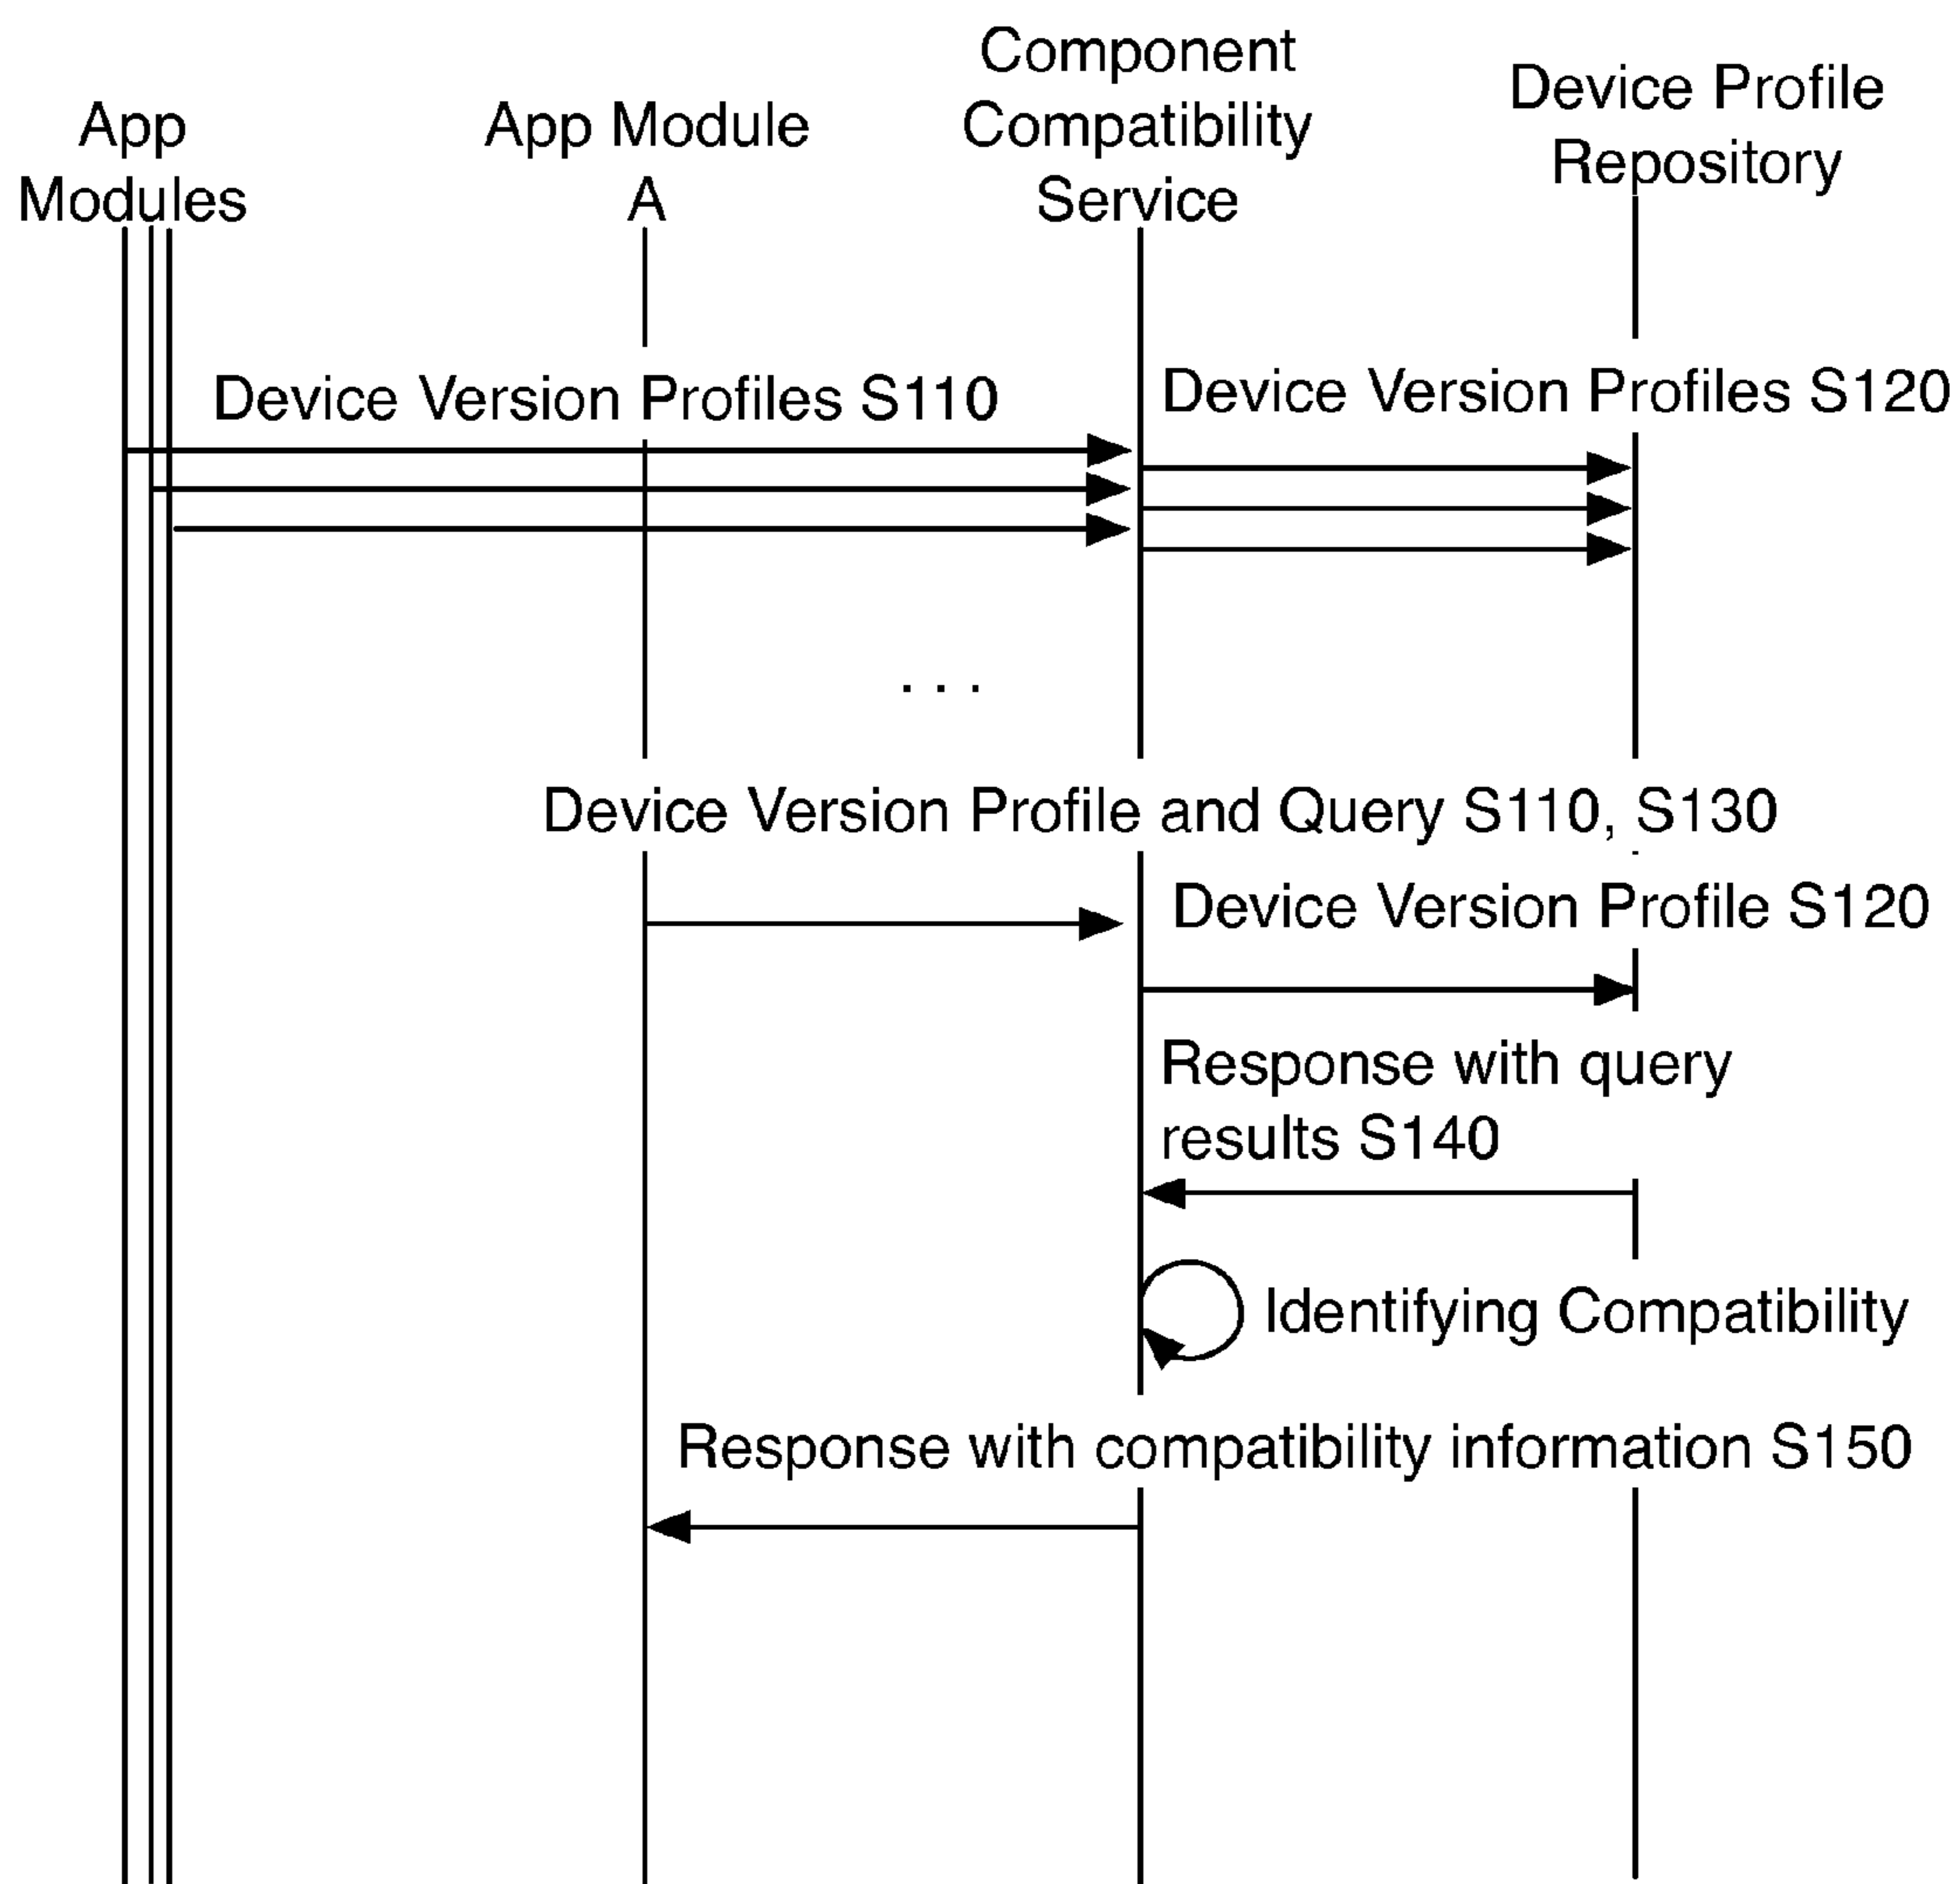 App
Modules
App Module
A
Component
Compatibility
Service
Device Profile
Repository
Device Version Profiles S110
Device Version Profiles S120
. . .
Device Version Profile and Query S110, S130
Device Version Profile S120
Response with query
results S140
Identifying Compatibility
Response with compatibility information S150